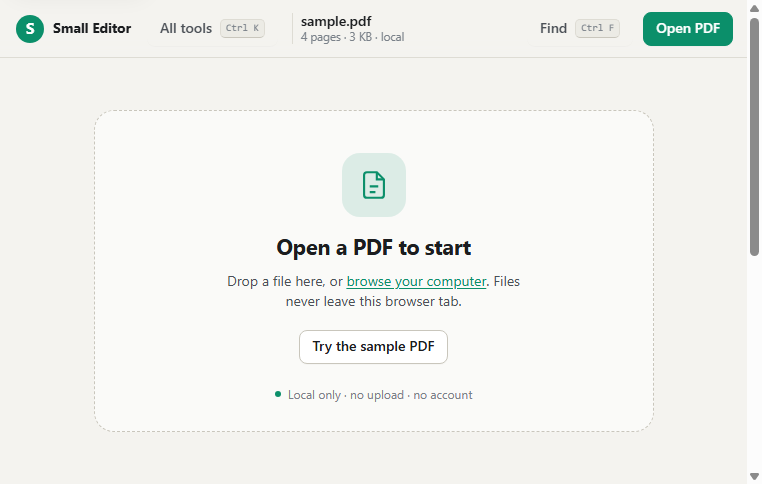 S Small Editor All tools Ctrl K sample.pdf Find Ctrl F Open PDF
4 pages · 3 KB · local
Open a PDF to start
Drop a file here, or browse your computer. Files
never leave this browser tab.
Try the sample PDF
Local only · no upload · no account